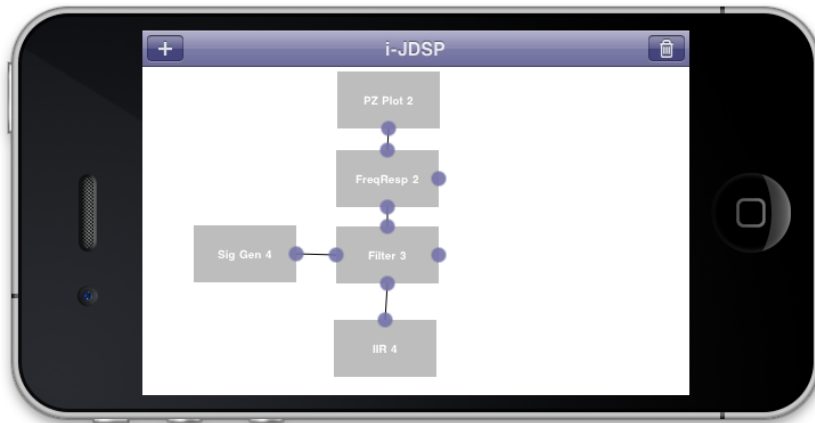 i-JDSP
PZ Plot 2
FreqResp 2
Sig Gen 4
Filter 3
IIR 4